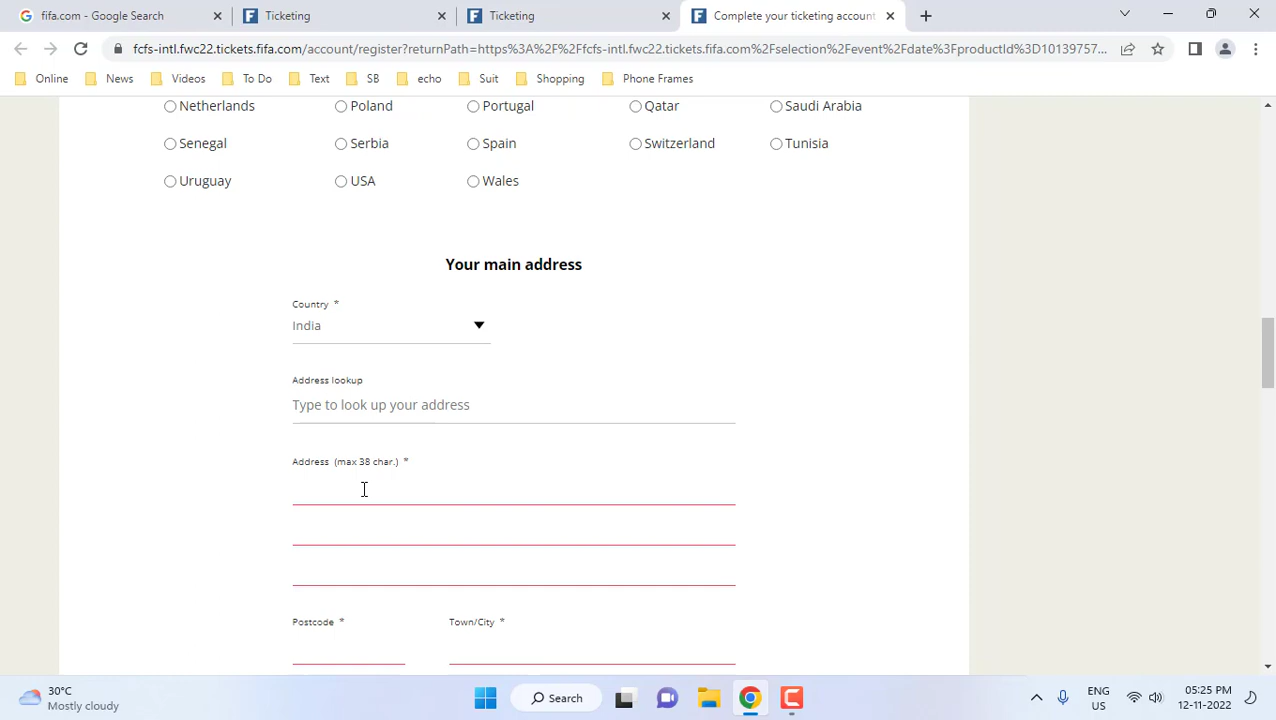 fifa.com - Google Search
Ticketing
Ticketing
Complete your ticketing account
fcfs-intl.fwc22.tickets.fifa.com/account/register?returnPath=https%3A%2F%2Ffcfs-intl.fwc22.tickets.fifa.com%2Fselection%2Fevent%2Fdate%3FproductId%3D10139757...
Online News Videos To Do Text SB echo Suit Shopping Phone Frames
Netherlands Poland Portugal Qatar Saudi Arabia
Senegal Serbia Spain Switzerland Tunisia
Uruguay USA Wales
Your main address
Country *
India
Address lookup
Type to look up your address
Address (max 38 char.) *
Postcode * Town/City *
30°C
Mostly cloudy
Search
ENG
US
05:25 PM
12-11-2022